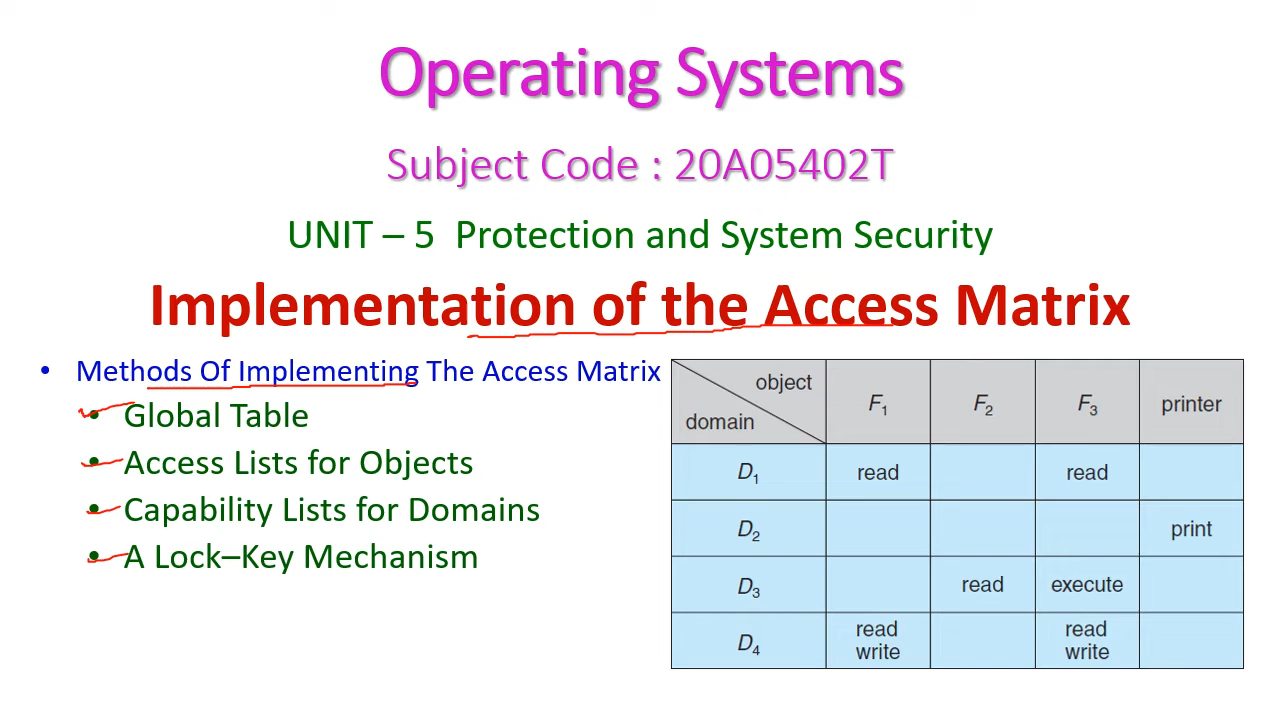 Operating Systems
Subject Code : 20A05402T
UNIT – 5  Protection and System Security
Implementation of the Access Matrix
• Methods Of Implementing The Access Matrix
• Global Table
• Access Lists for Objects
• Capability Lists for Domains
• A Lock–Key Mechanism
object
domain
F1 F2 F3 printer
D1 read read
D2 print
D3 read execute
D4 read write read write